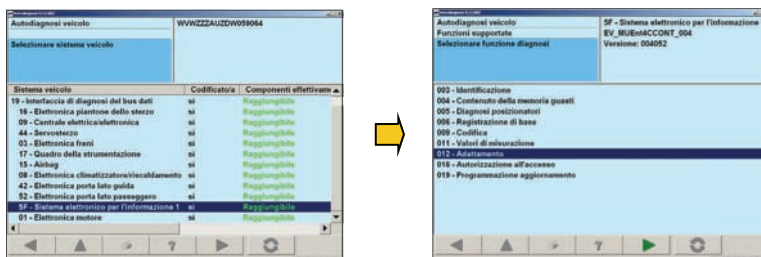 Autodiagnosi veicolo
WVWZZZAUZDW059064
Selezionare sistema veicolo
Sistema veicolo Codificato/a Componenti effettivame
19 - Interfaccia di diagnosi del bus dati sì Raggiungibile
16 - Elettronica piantone dello sterzo sì Raggiungibile
09 - Centrale elettrica/elettronica sì Raggiungibile
44 - Servosterzo sì Raggiungibile
03 - Elettronica freni sì Raggiungibile
17 - Quadro della strumentazione sì Raggiungibile
15 - Airbag sì Raggiungibile
08 - Elettronica climatizzatore/riscaldamento sì Raggiungibile
42 - Elettronica porta lato guida sì Raggiungibile
52 - Elettronica porta lato passeggero sì Raggiungibile
5F - Sistema elettronico per l'informazione 1 sì Raggiungibile
01 - Elettronica motore sì Raggiungibile
?
Autodiagnosi veicolo
Funzioni supportate
Selezionare funzione diagnosi
5F - Sistema elettronico per l'informazione
EV_MUEnt4CCONT_004
Versione: 004052
003 - Identificazione
004 - Contenuto della memoria guasti
005 - Diagnosi posizionatori
006 - Registrazione di base
009 - Codifica
011 - Valori di misurazione
012 - Adattamento
016 - Autorizzazione all'accesso
019 - Programmazione aggiornamento
?